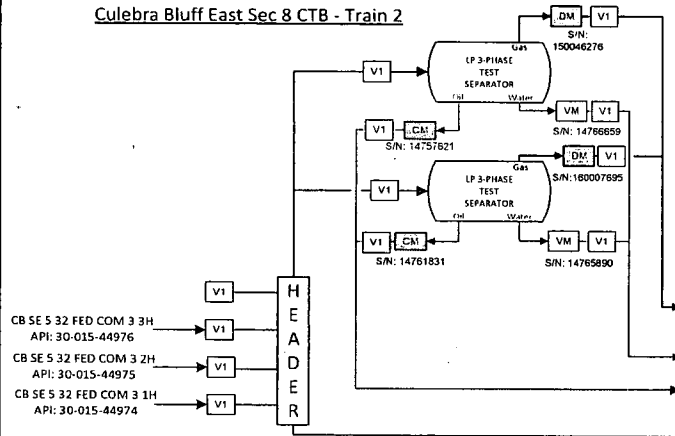 Culebra Bluff East Sec 8 CTB - Train 2
DM
V1
S/N:
150046276
Gas
LP 3-PHASE
TEST
SEPARATOR
Oil
Water
V1
VM
V1
S/N: 14766659
V1
CM
S/N: 14757621
Gas
DM
V1
S/N:160007695
LP 3-PHASE
TEST
SEPARATOR
Oil
Water
V1
VM
V1
S/N: 14765890
V1
CM
S/N: 14761831
HEADER
V1
CB SE 5 32 FED COM 3 3H
API: 30-015-44976
V1
CB SE 5 32 FED COM 3 2H
API: 30-015-44975
V1
CB SE 5 32 FED COM 3 1H
API: 30-015-44974
V1